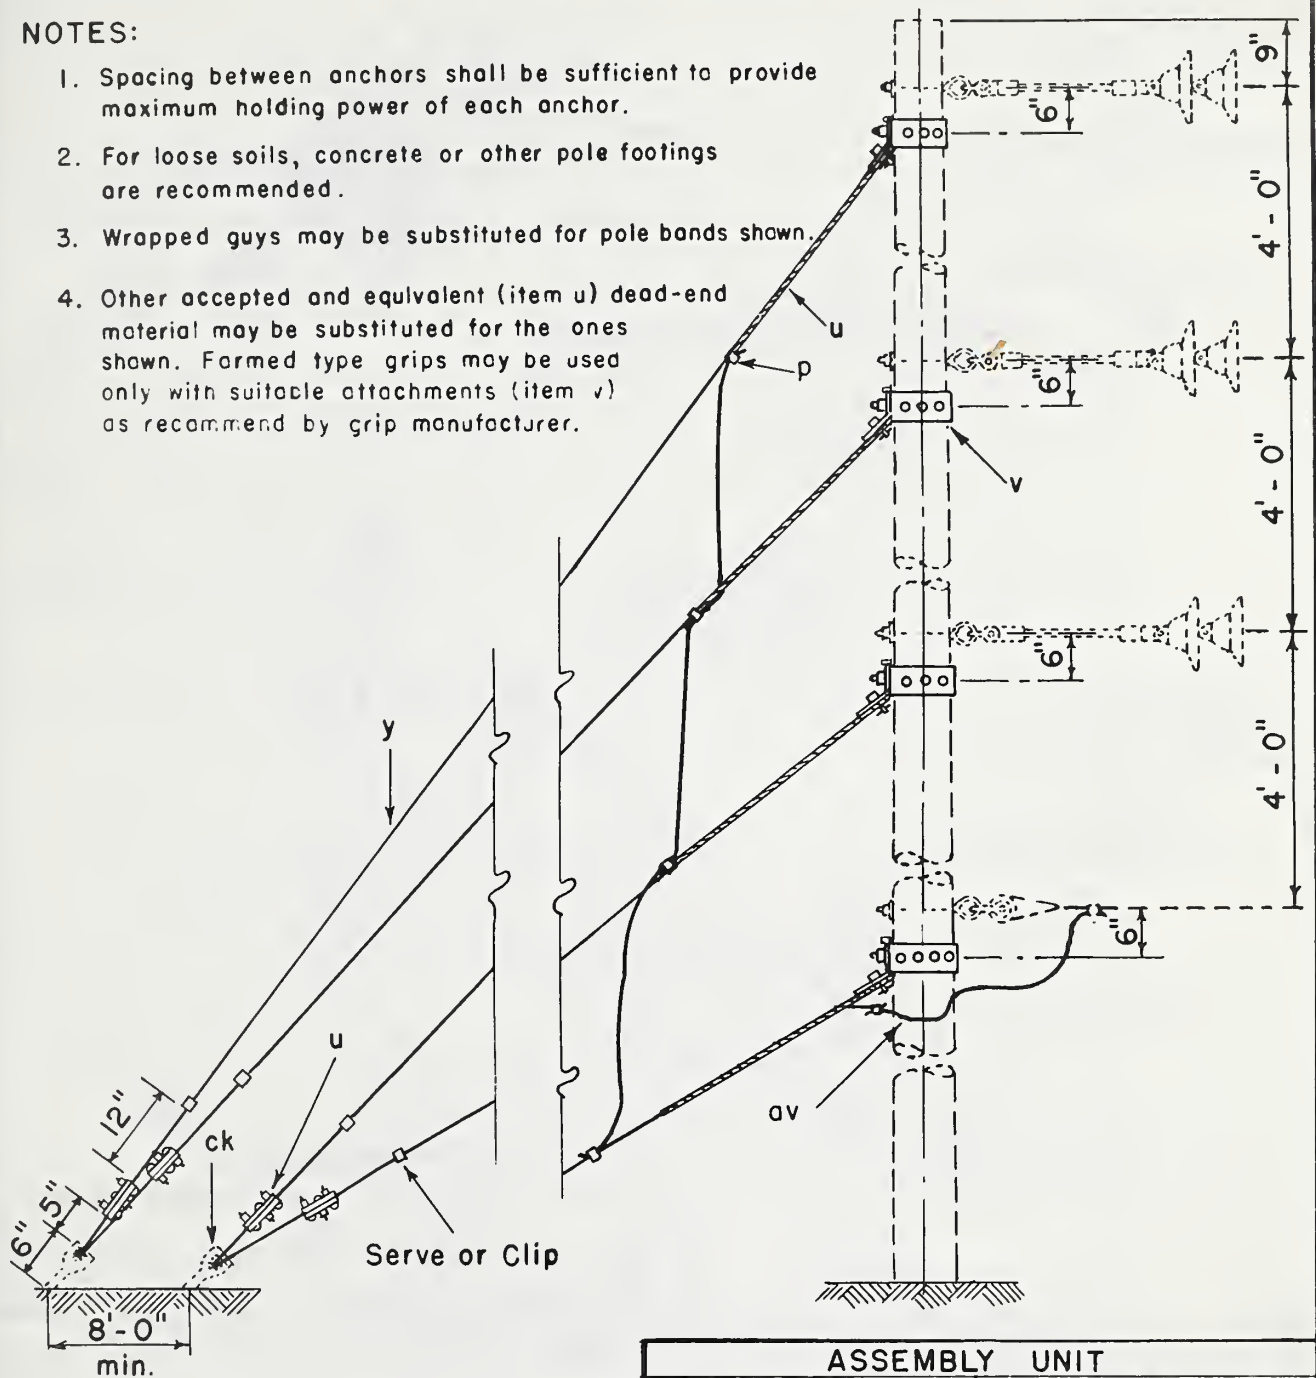 NOTES:
1. Spacing between anchors shall be sufficient to provide
maximum holding power of each anchor.
2. For loose soils, concrete or other pole footings
are recommended.
3. Wrapped guys may be substituted for pole bands shown.
4. Other accepted and equivalent (item u) dead-end
material may be substituted for the ones
shown. Formed type grips may be used
only with suitable attachments (item v)
as recommend by grip manufacturer.
9"
6"
4'-0"
u
p
6"
v
4'-0"
6"
4'-0"
y
6"
av
u
ck
12"
5"
6"
Serve or Clip
8'-0"
min.
ASSEMBLY UNIT